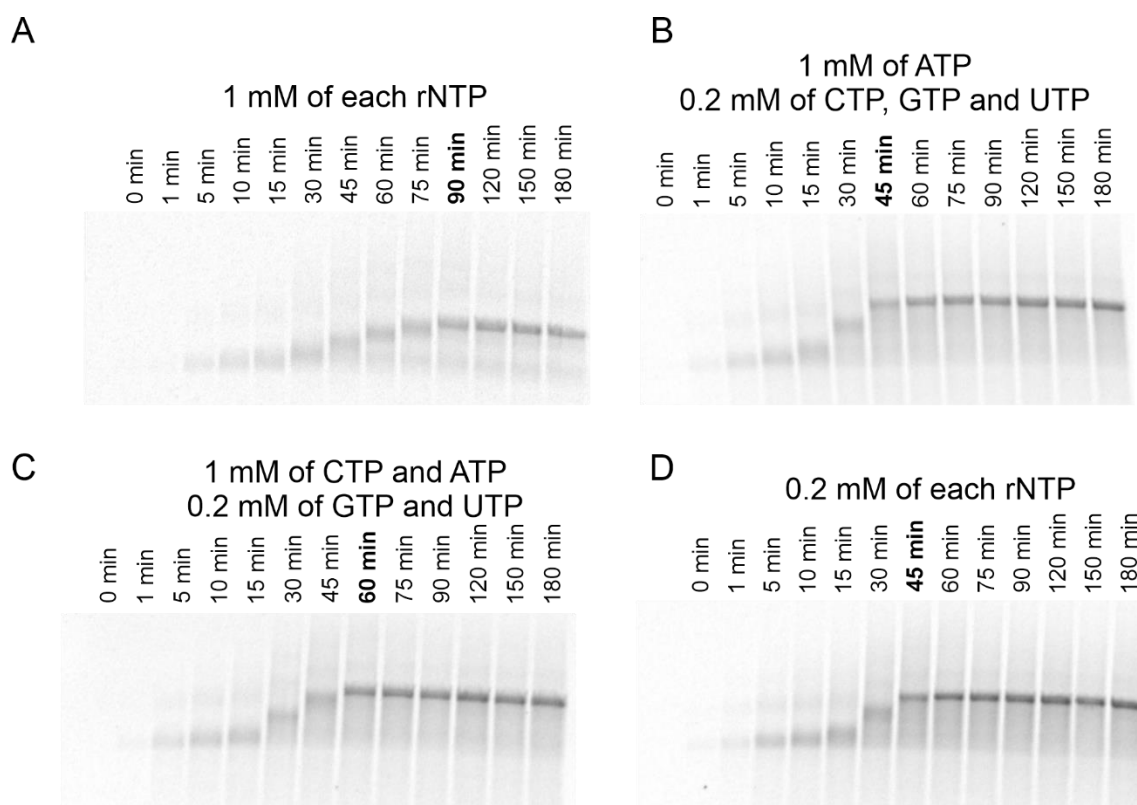 A
1 mM of each rNTP
0 min
1 min
5 min
10 min
15 min
30 min
45 min
60 min
75 min
90 min
120 min
150 min
180 min
B
1 mM of ATP
0.2 mM of CTP, GTP and UTP
0 min
1 min
5 min
10 min
15 min
30 min
45 min
60 min
75 min
90 min
120 min
150 min
180 min
C
1 mM of CTP and ATP
0.2 mM of GTP and UTP
0 min
1 min
5 min
10 min
15 min
30 min
45 min
60 min
75 min
90 min
120 min
150 min
180 min
D
0.2 mM of each rNTP
0 min
1 min
5 min
10 min
15 min
30 min
45 min
60 min
75 min
90 min
120 min
150 min
180 min